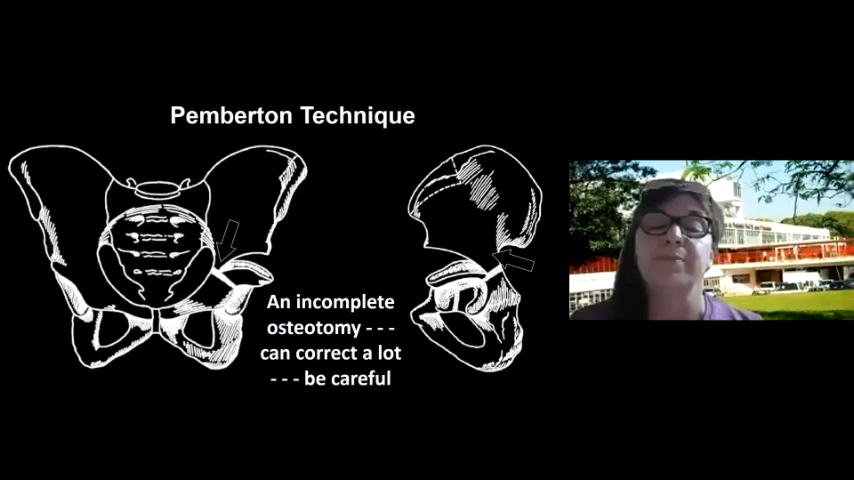 Pemberton Technique
An incomplete
osteotomy - - -
can correct a lot
- - - be careful